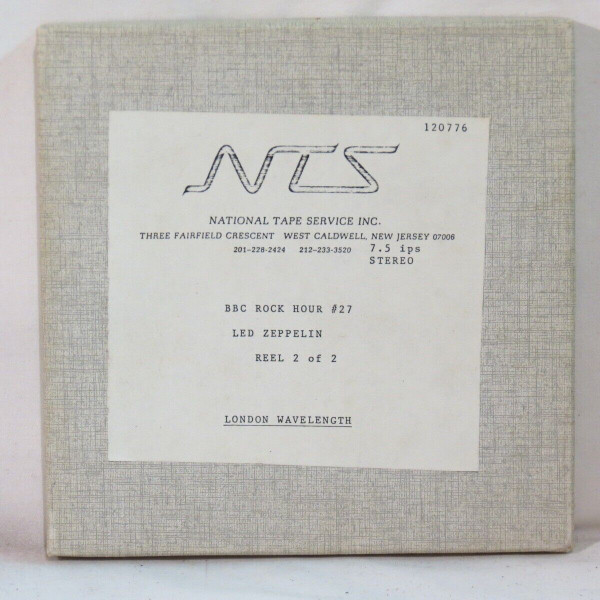 120776
NTS
NATIONAL TAPE SERVICE INC.
THREE FAIRFIELD CRESCENT WEST CALDWELL, NEW JERSEY 07006
201-228-2424 212-233-3520 7.5 ips
STEREO
BBC ROCK HOUR #27
LED ZEPPELIN
REEL 2 of 2
LONDON WAVELENGTH